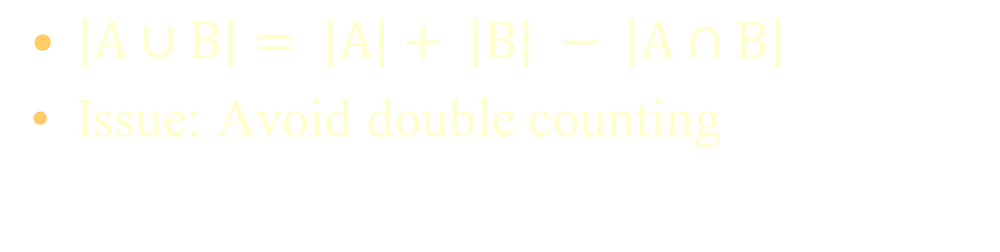 • |A ∪ B| = |A| + |B| − |A ∩ B|
• Issue: Avoid double counting